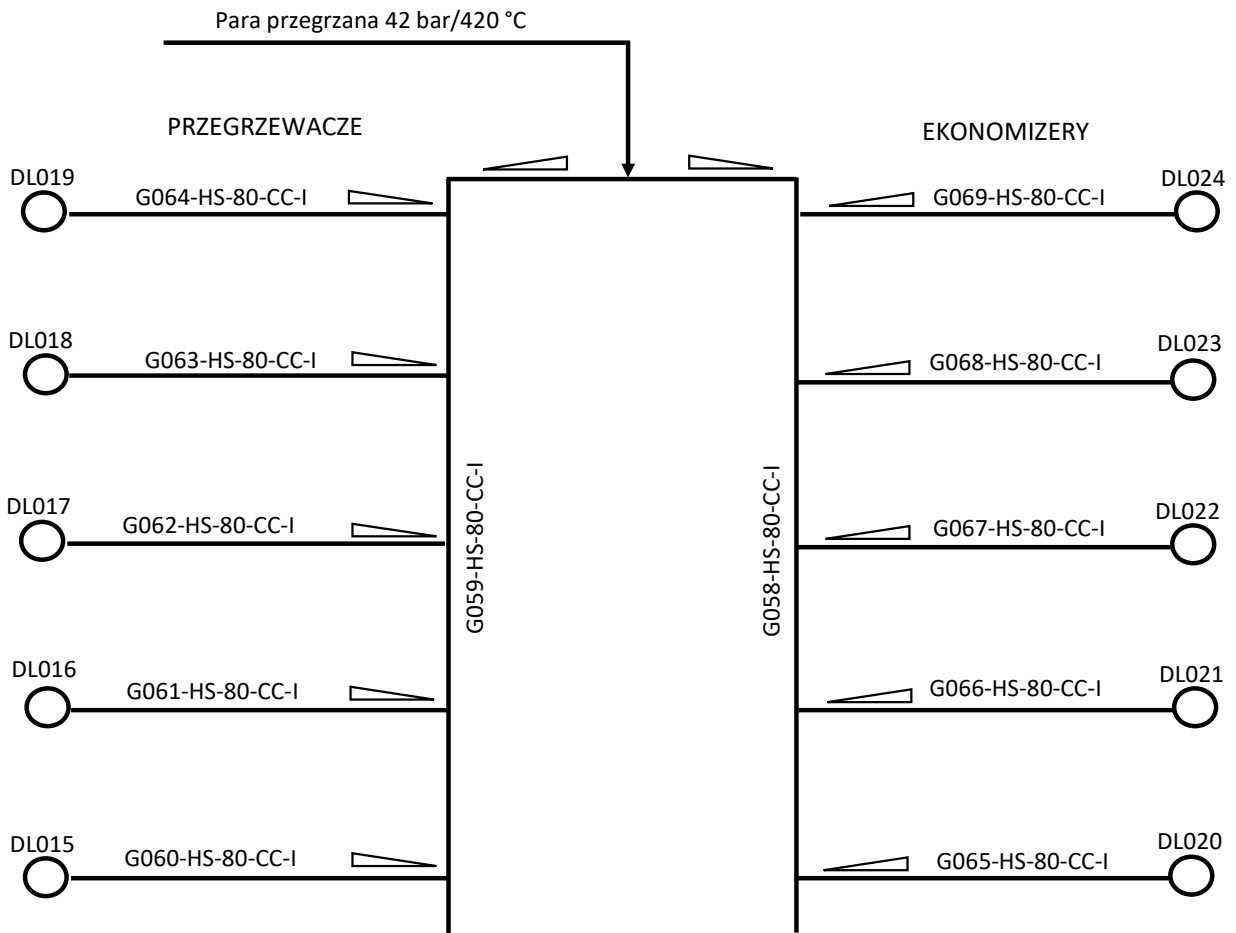 Para przegrzana 42 bar/420 °C
PRZEGRZEWACZE
EKONOMIZERY
DL019
G064-HS-80-CC-I
G069-HS-80-CC-I
DL024
DL018
G063-HS-80-CC-I
G068-HS-80-CC-I
DL023
G059-HS-80-CC-I
G058-HS-80-CC-I
DL017
G062-HS-80-CC-I
G067-HS-80-CC-I
DL022
DL016
G061-HS-80-CC-I
G066-HS-80-CC-I
DL021
DL015
G060-HS-80-CC-I
G065-HS-80-CC-I
DL020